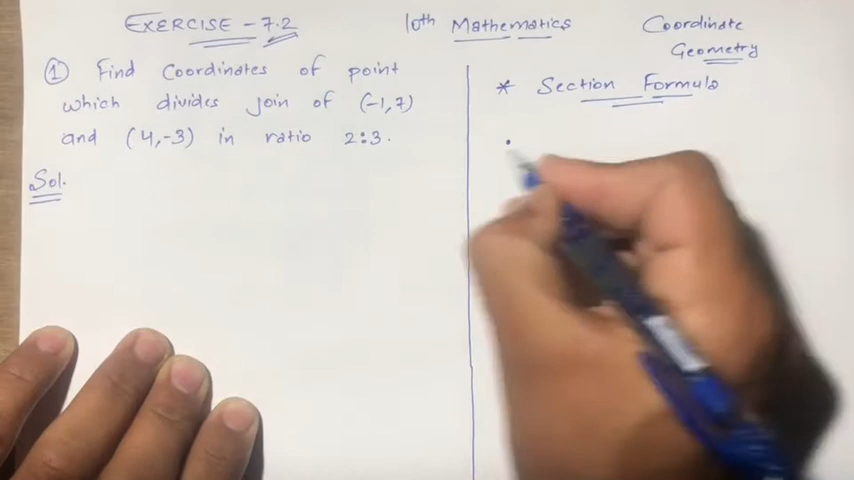 EXERCISE - 7.2
10th Mathematics
Coordinate
Geometry
① Find Coordinates of point
which divides join of (-1,7)
and (4,-3) in ratio 2:3.
Sol.
* Section Formula